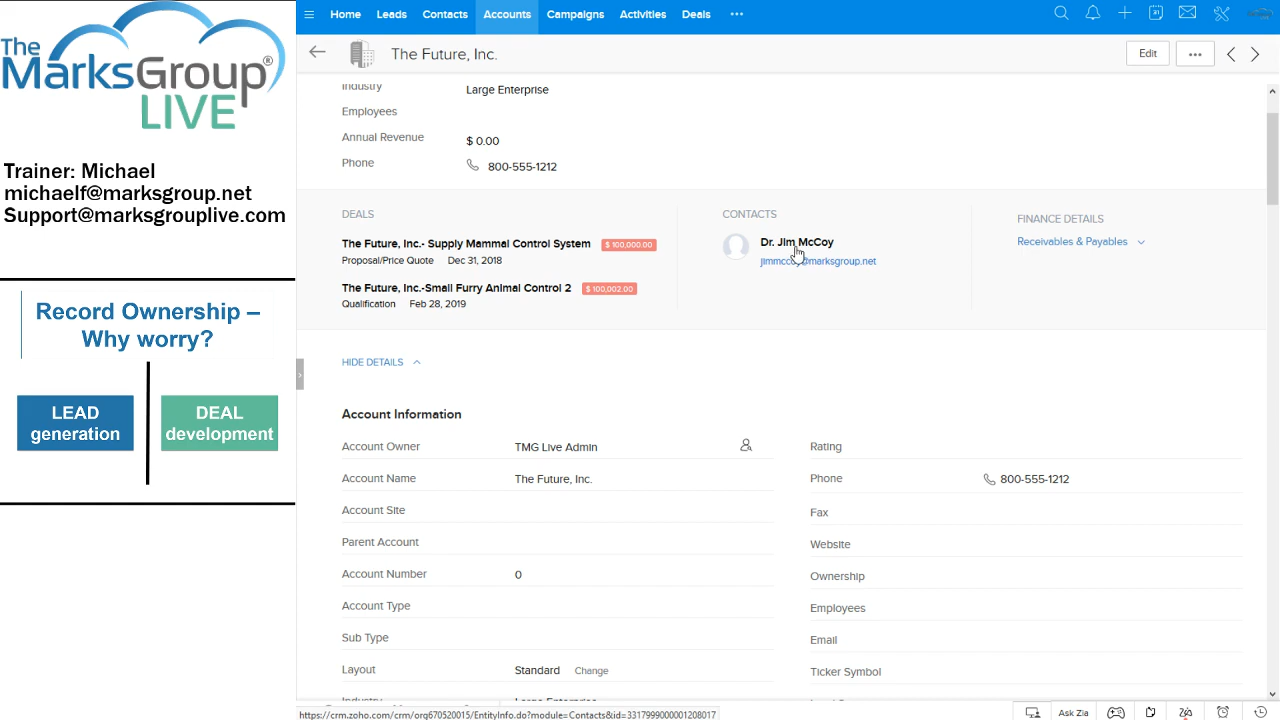 The
MarksGroup®
LIVE
Trainer: Michael
michaelf@marksgroup.net
Support@marksgrouplive.com
Record Ownership –
Why worry?
LEAD
generation
DEAL
development
Home Leads Contacts Accounts Campaigns Activities Deals
The Future, Inc.
Edit
Industry Large Enterprise
Employees
Annual Revenue $ 0.00
Phone 800-555-1212
DEALS
The Future, Inc.- Supply Mammal Control System $ 100,000.00
Proposal/Price Quote Dec 31, 2018
The Future, Inc.-Small Furry Animal Control 2 $ 100,002.00
Qualification Feb 28, 2019
CONTACTS
Dr. Jim McCoy
jimmccoy@marksgroup.net
FINANCE DETAILS
Receivables & Payables
HIDE DETAILS
Account Information
Account Owner TMG Live Admin
Account Name The Future, Inc.
Account Site
Parent Account
Account Number 0
Account Type
Sub Type
Layout Standard Change
Industry Large Enterprise
Rating
Phone 800-555-1212
Fax
Website
Ownership
Employees
Email
Ticker Symbol
https://crm.zoho.com/crm/org670520015/EntityInfo.do?module=Contacts&id=3317999000001208017
Ask Zia